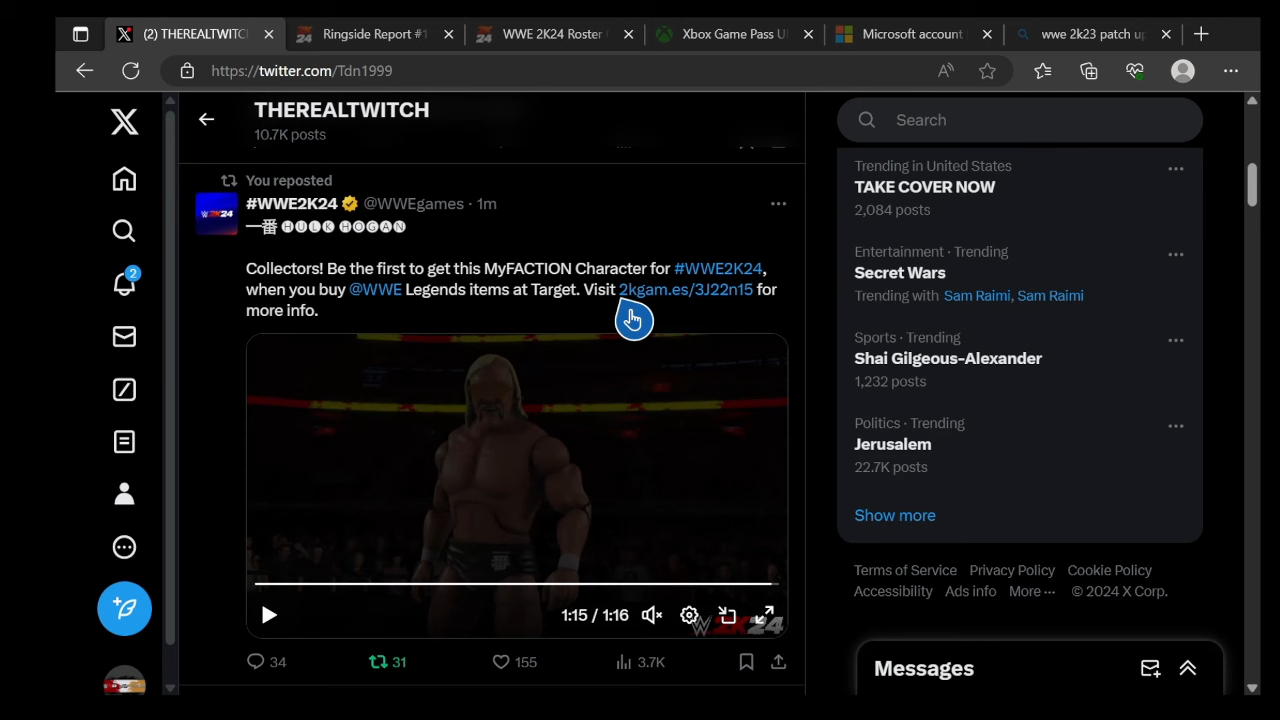 (2) THEREALTWITC
Ringside Report #1
WWE 2K24 Roster
Xbox Game Pass Ul
Microsoft account
wwe 2k23 patch up
https://twitter.com/Tdn1999
THEREALTWITCH
10.7K posts
You reposted
#WWE2K24 @WWEgames · 1m
一番 🅗🅤🅛🅚 🅗🅞🅖🅐🅝
Collectors! Be the first to get this MyFACTION Character for #WWE2K24,
when you buy @WWE Legends items at Target. Visit 2kgam.es/3J22n15 for
more info.
1:15 / 1:16
W2K24
34
31
155
3.7K
2
Search
Trending in United States
TAKE COVER NOW
2,084 posts
Entertainment · Trending
Secret Wars
Trending with Sam Raimi, Sam Raimi
Sports · Trending
Shai Gilgeous-Alexander
1,232 posts
Politics · Trending
Jerusalem
22.7K posts
Show more
Terms of Service Privacy Policy Cookie Policy
Accessibility Ads info More ··· © 2024 X Corp.
Messages